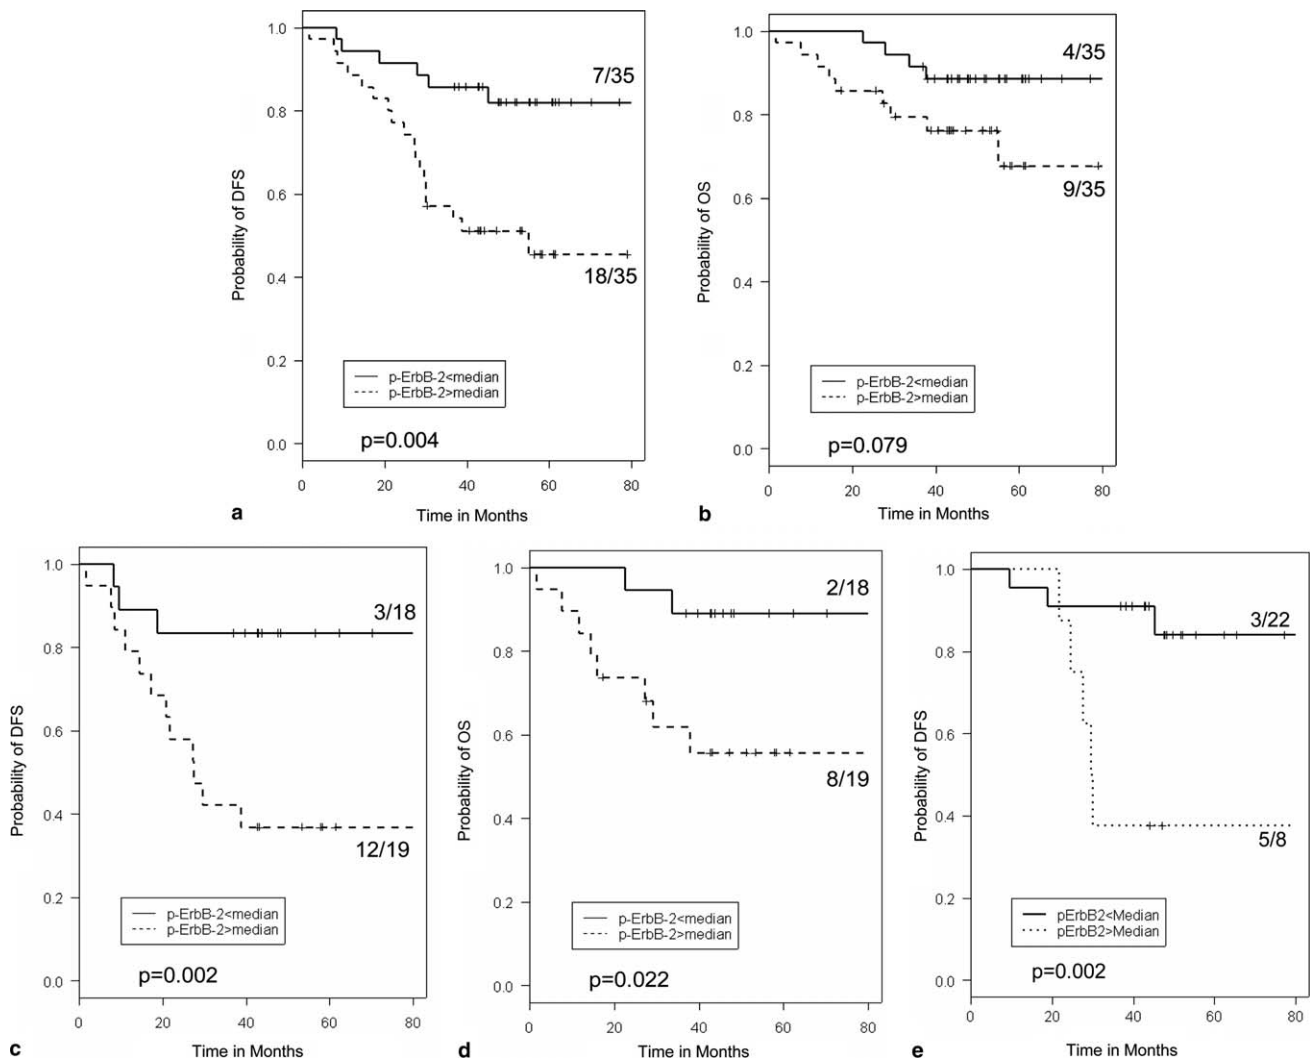 1.0
0.8
0.6
0.4
0.2
0.0
Probability of DFS
7/35
18/35
p-ErbB-2<median
p-ErbB-2>median
p=0.004
0 20 40 60 80
Time in Months
a
1.0
0.8
0.6
0.4
0.2
0.0
Probability of OS
4/35
9/35
p-ErbB-2<median
p-ErbB-2>median
p=0.079
0 20 40 60 80
Time in Months
b
1.0
0.8
0.6
0.4
0.2
0.0
Probability of DFS
3/18
12/19
p-ErbB-2<median
p-ErbB-2>median
p=0.002
0 20 40 60 80
Time in Months
c
1.0
0.8
0.6
0.4
0.2
0.0
Probability of OS
2/18
8/19
p-ErbB-2<median
p-ErbB-2>median
p=0.022
0 20 40 60 80
Time in Months
d
1.0
0.8
0.6
0.4
0.2
0.0
Probability of DFS
3/22
5/8
pErbB2<Median
pErbB2>Median
p=0.002
0 20 40 60 80
Time in Months
e